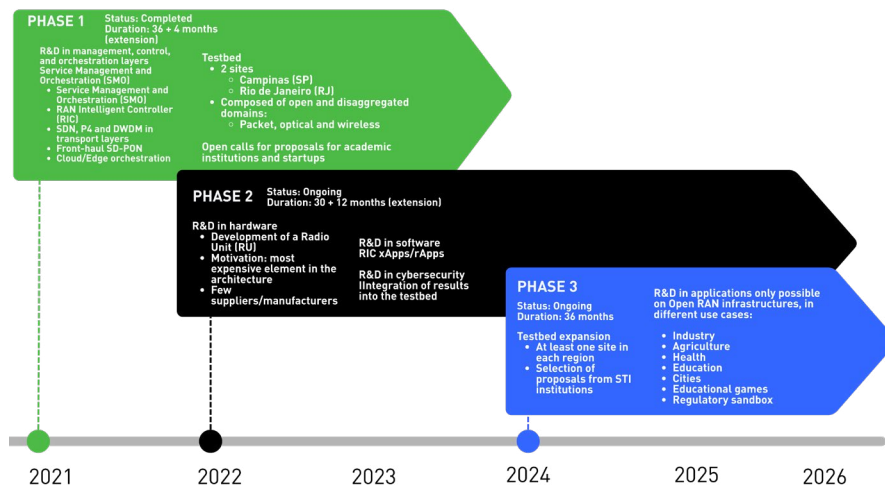 PHASE 1
Status: Completed
Duration: 36 + 4 months
(extension)
R&D in management, control,
and orchestration layers
Service Management and
Orchestration (SMO)
• Service Management and
Orchestration (SMO)
• RAN Intelligent Controller
(RIC)
• SDN, P4 and DWDM in
transport layers
• Front-haul SD-PON
• Cloud/Edge orchestration
Testbed
• 2 sites
○ Campinas (SP)
○ Rio de Janeiro (RJ)
• Composed of open and disaggregated
domains:
○ Packet, optical and wireless
Open calls for proposals for academic
institutions and startups
PHASE 2
Status: Ongoing
Duration: 30 + 12 months (extension)
R&D in hardware
• Development of a Radio
Unit (RU)
• Motivation: most
expensive element in the
architecture
• Few
suppliers/manufacturers
R&D in software
RIC xApps/rApps
R&D in cybersecurity
IIntegration of results
into the testbed
PHASE 3
Status: Ongoing
Duration: 36 months
Testbed expansion
• At least one site in
each region
• Selection of
proposals from STI
institutions
R&D in applications only possible
on Open RAN infrastructures, in
different use cases:
• Industry
• Agriculture
• Health
• Education
• Cities
• Educational games
• Regulatory sandbox
2021
2022
2023
2024
2025
2026